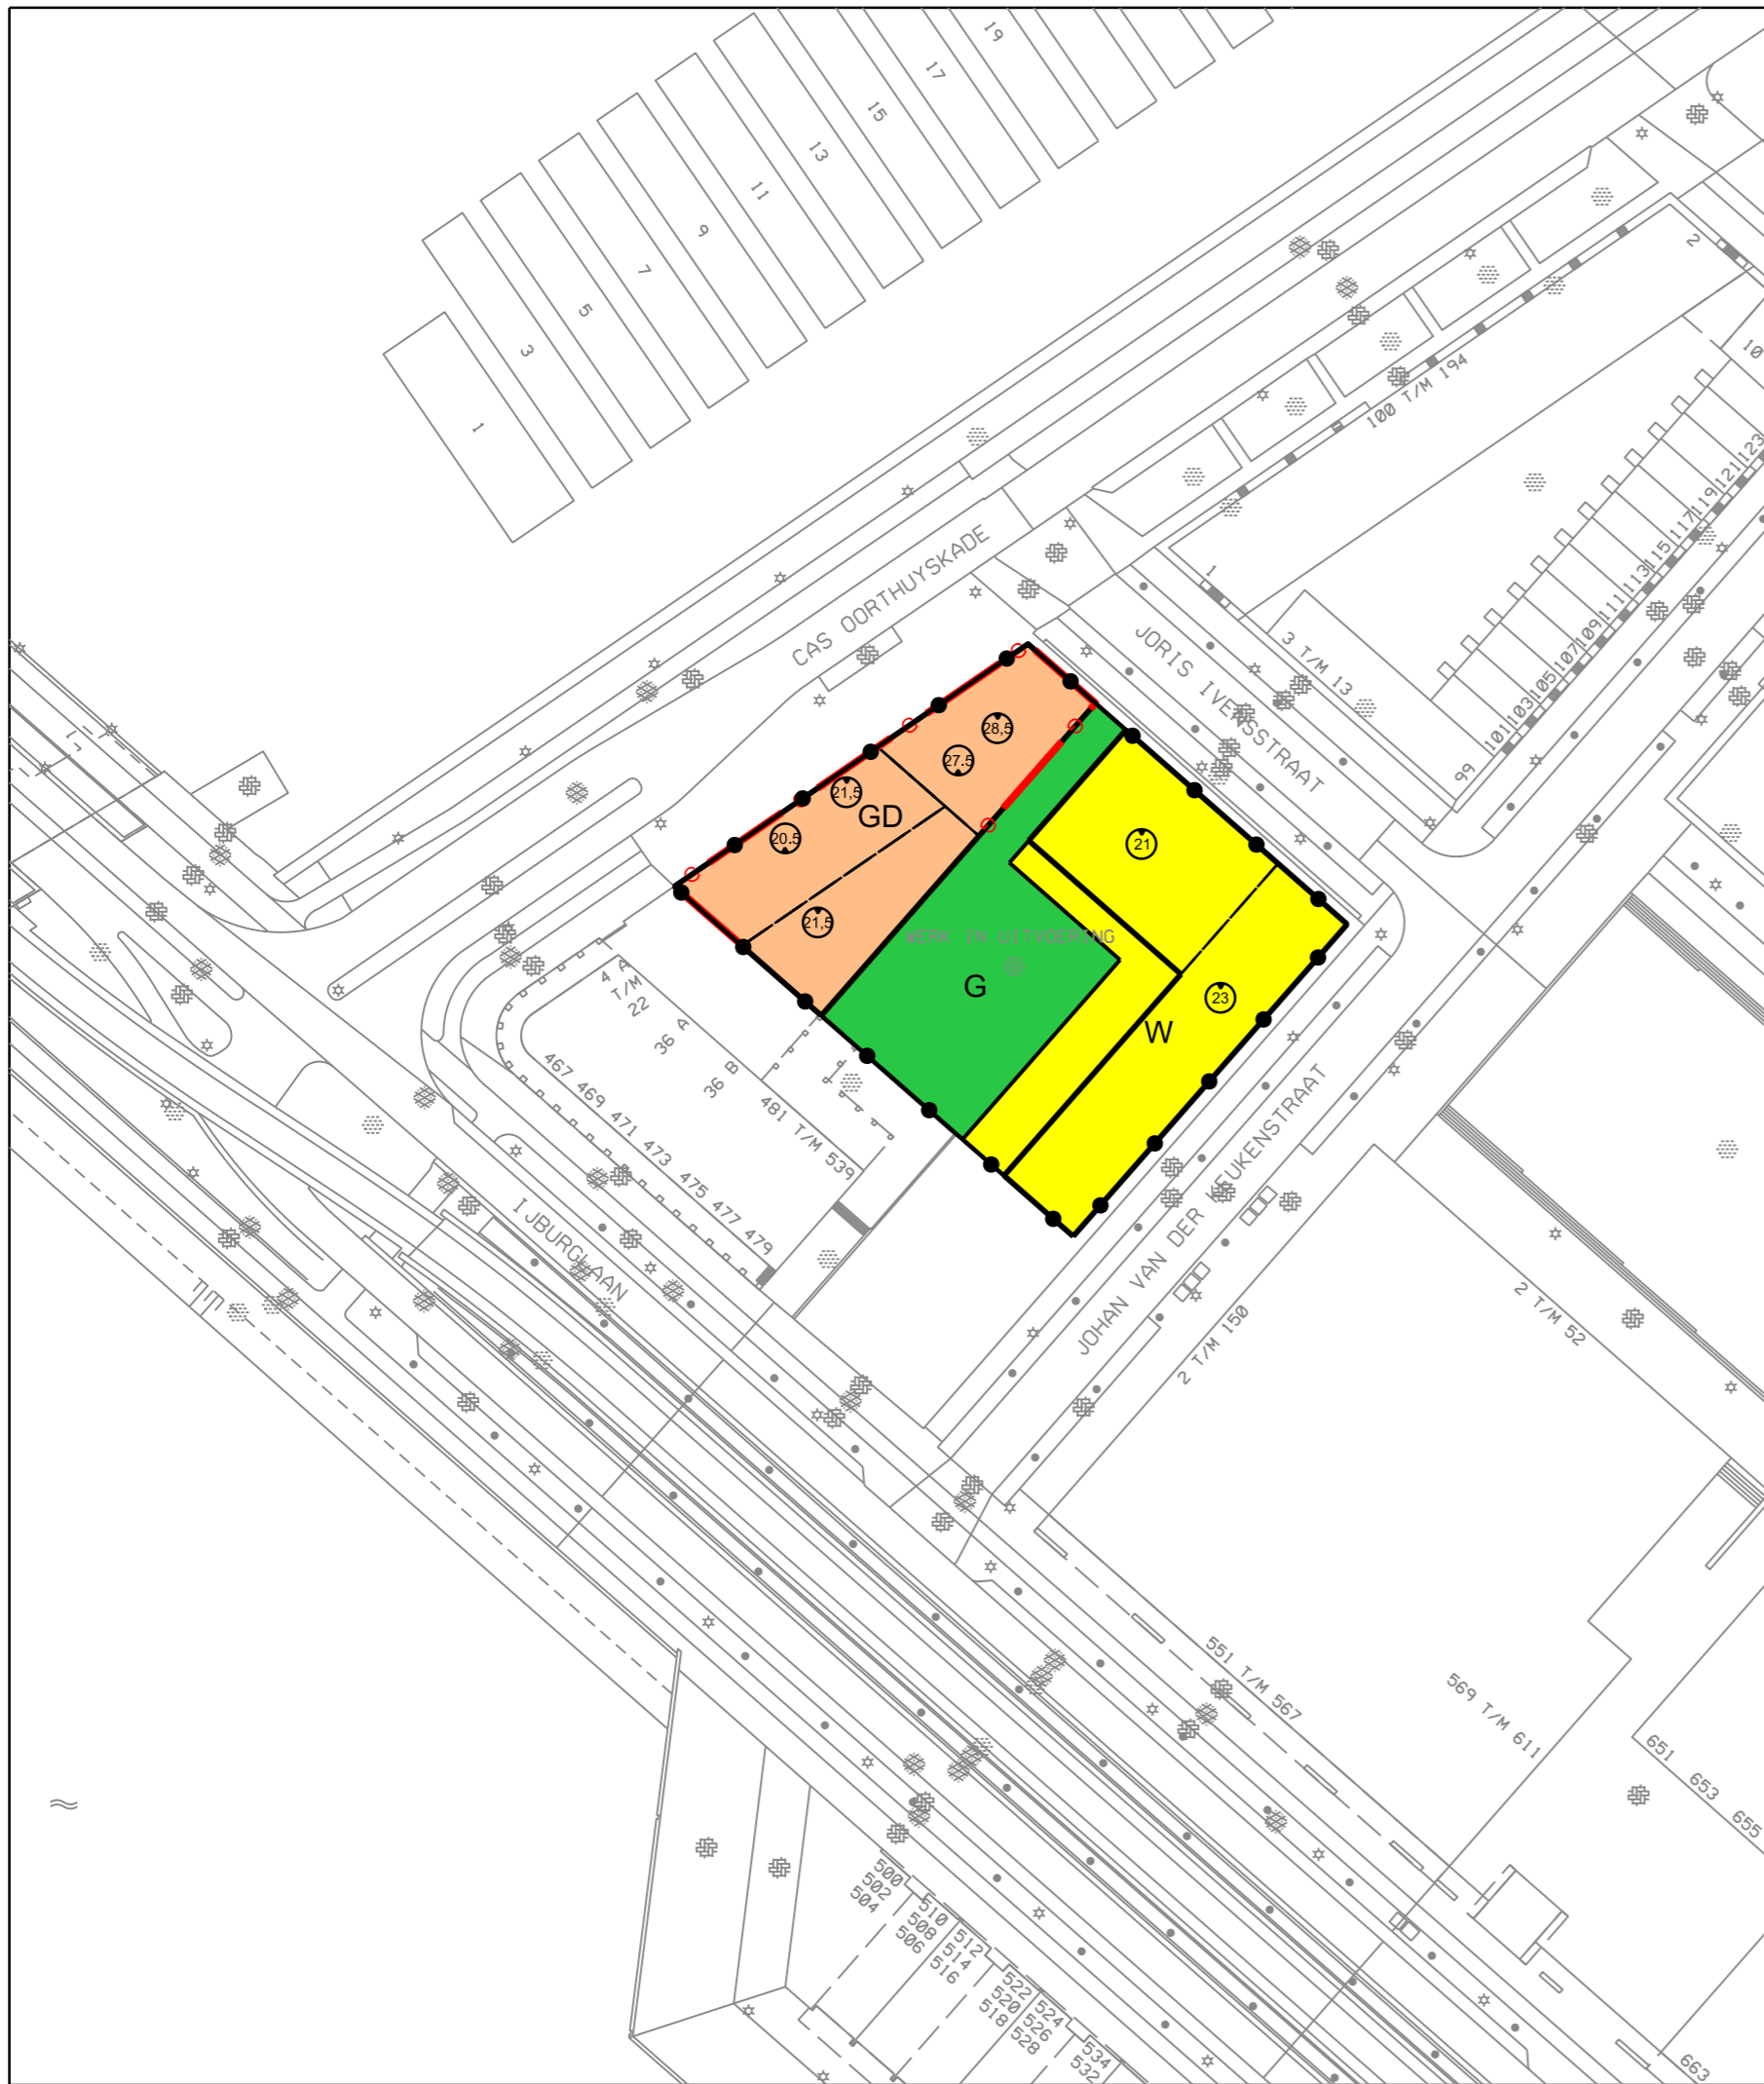 19
17
15
13
11
9
7
5
3
1
2
100 T/M 194
10
CAS OORTHUYSKADE
1
JORIS IVENSSTRAAT
3 T/M 13
99
101
103
105
107
109
111
113
115
117
119
121
123
28,5
27.5
21,5
GD
20.5
21,5
21
WERK IN UITVOERING
G
23
W
4 A
T/M
22
36 A
36 B
467 469 471 473 475 477 479
481 T/M 539
IJBURGLAAN
JOHAN VAN DER KEUKENSTRAAT
2 T/M 150
2 T/M 52
551 T/M 567
569 T/M 611
651
653
655
663
500
502
504
510
508
506
512
514
516
522
520
518
524
526
528
534
532